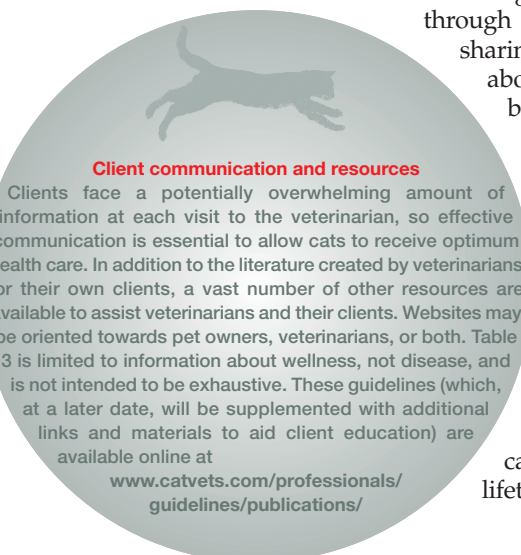 through
Client communication and resources
Clients face a potentially overwhelming amount of
information at each visit to the veterinarian, so effective
communication is essential to allow cats to receive optimum
health care. In addition to the literature created by veterinarians
for their own clients, a vast number of other resources are
available to assist veterinarians and their clients. Websites may
be oriented towards pet owners, veterinarians, or both. Table
3 is limited to information about wellness, not disease, and
is not intended to be exhaustive. These guidelines (which,
at a later date, will be supplemented with additional
links and materials to aid client education) are
available online at
www.catvets.com/professionals/
guidelines/publications/